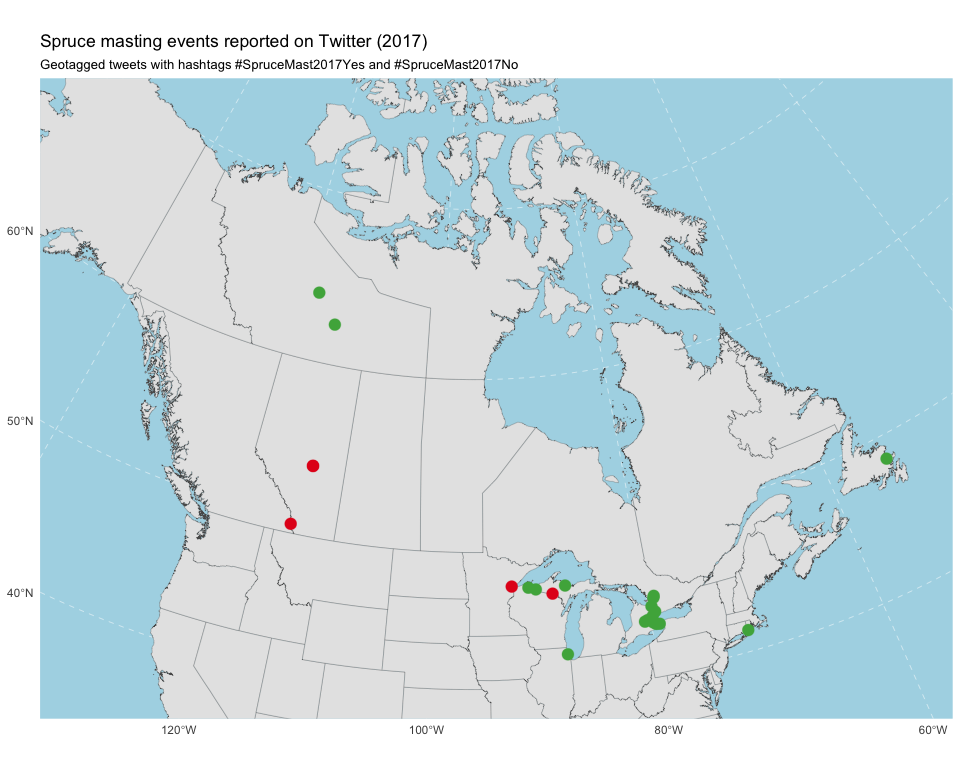 Spruce masting events reported on Twitter (2017)
Geotagged tweets with hashtags #SpruceMast2017Yes and #SpruceMast2017No
60°N
50°N
40°N
120°W
100°W
80°W
60°W